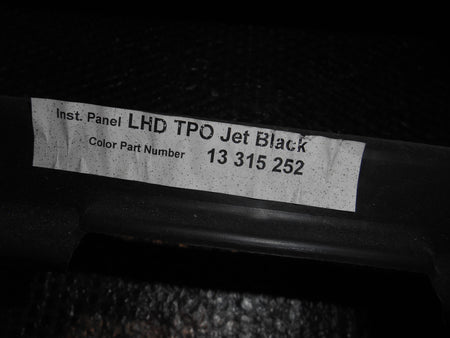 Inst. Panel LHD TPO Jet Black
Color Part Number 13 315 252